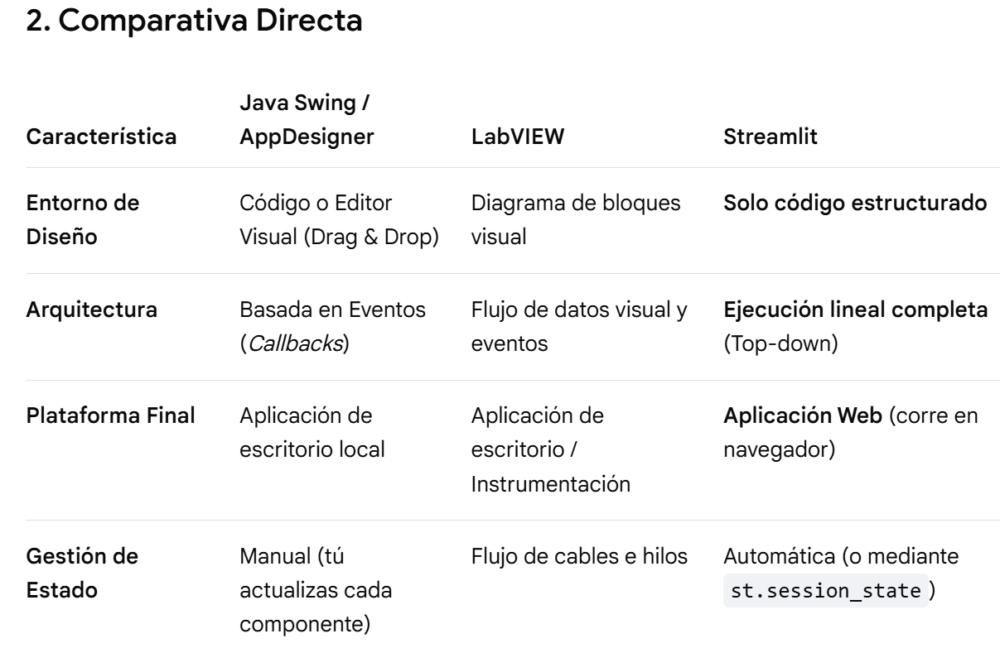 2. Comparativa Directa
Java Swing /
Característica AppDesigner LabVIEW Streamlit
Entorno de Código o Editor Diagrama de bloques Solo código estructurado
Diseño Visual (Drag & Drop) visual
Arquitectura Basada en Eventos Flujo de datos visual y Ejecución lineal completa
(Callbacks) eventos (Top-down)
Plataforma Final Aplicación de Aplicación de Aplicación Web (corre en
escritorio local escritorio / navegador)
Instrumentación
Gestión de Manual (tú Flujo de cables e hilos Automática (o mediante
Estado actualizas cada st.session_state )
componente)